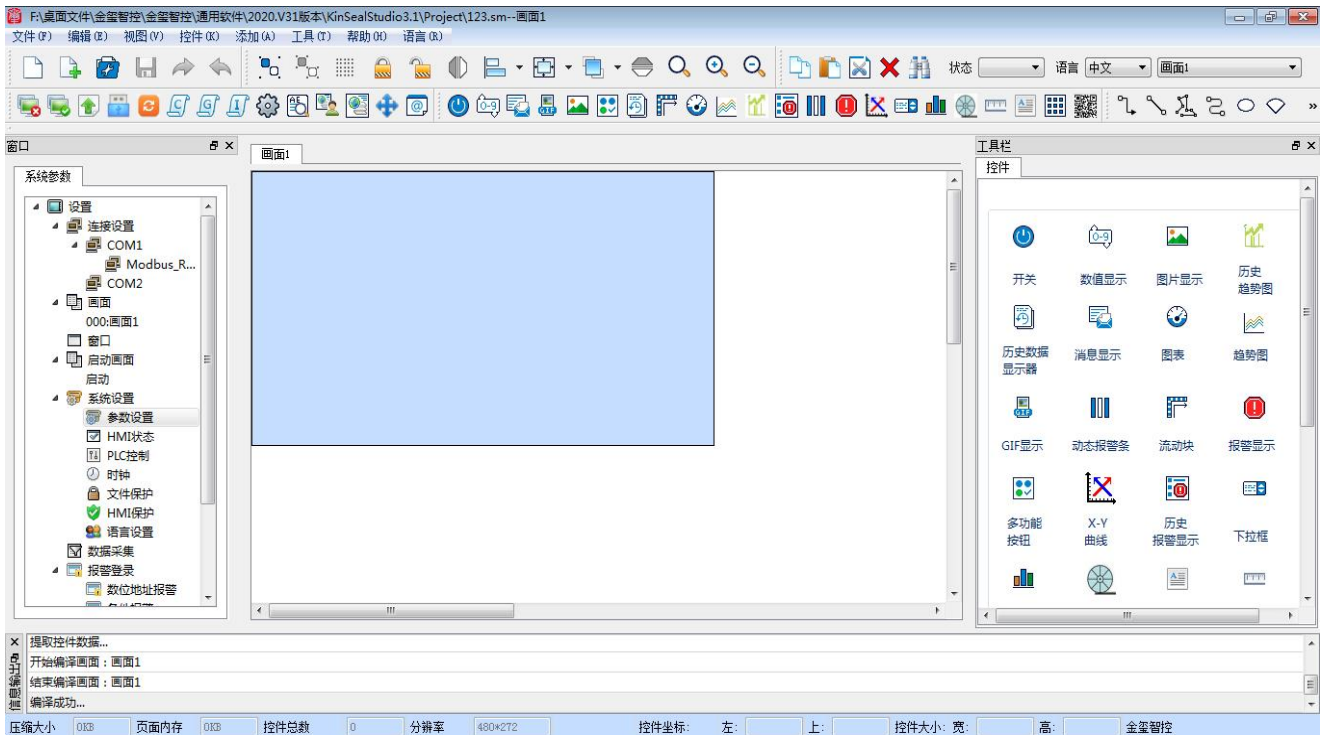 F:\桌面文件\金玺智控\金玺智控\通用软件\2020.V31版本\KinSealStudio3.1\Project\123.sm--画面1
文件(F) 编辑(E) 视图(V) 控件(K) 添加(A) 工具(T) 帮助(H) 语言(R)
状态 语言 中文 画面1
窗口
系统参数
设置
连接设置
COM1
Modbus_R...
COM2
画面
000:画面1
窗口
启动画面
启动
系统设置
参数设置
HMI状态
PLC控制
时钟
文件保护
HMI保护
语言设置
数据采集
报警登录
数位地址报警
画面1
工具栏
控件
开关 数值显示 图片显示 历史
趋势图
历史数据
显示器 消息显示 图表 趋势图
GIF显示 动态报警条 流动块 报警显示
多功能
按钮 X-Y
曲线 历史
报警显示 下拉框
信息输出
提取控件数据...
开始编译画面：画面1
结束编译画面：画面1
编译成功...
压缩大小 0KB 页面内存 0KB 控件总数 0 分辨率 480*272 控件坐标: 左: 上: 控件大小: 宽: 高: 金玺智控